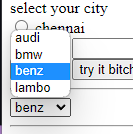 select your city
chennai
audi
bmw
benz
try it bitch
lambo
benz